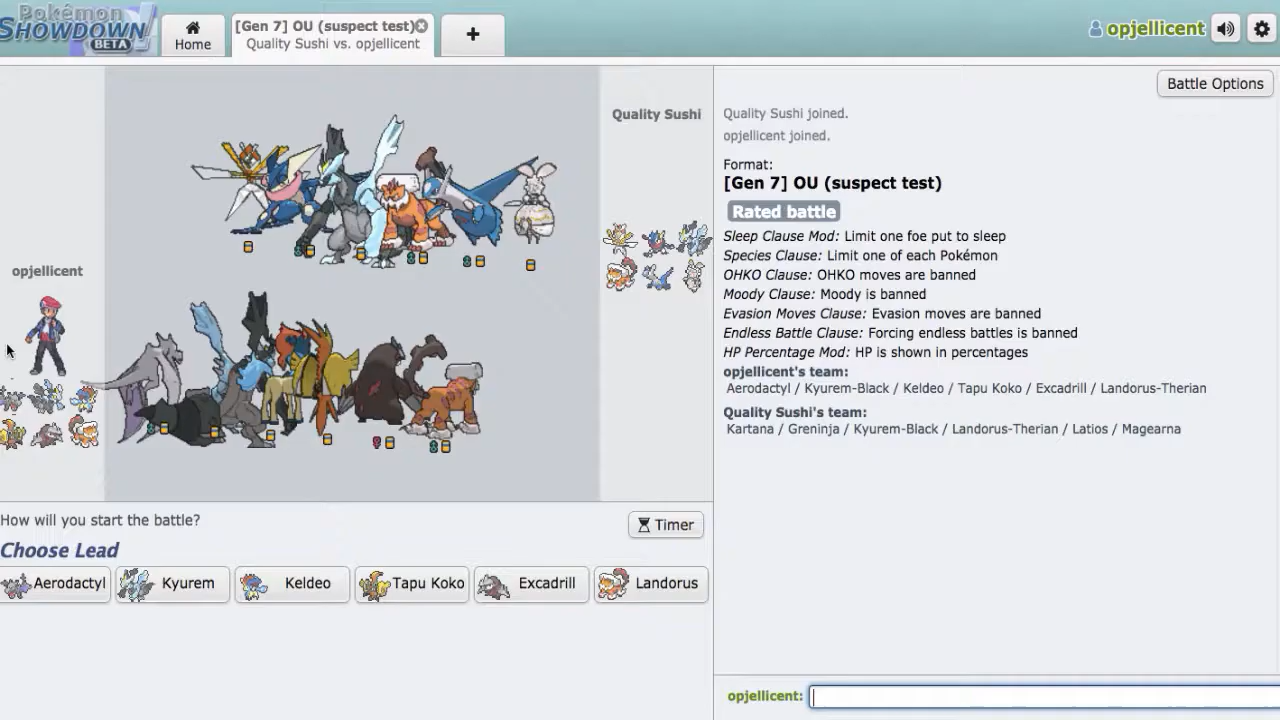 Pokémon
SHOWDOWN
BETA
Home
[Gen 7] OU (suspect test)
Quality Sushi vs. opjellicent
+
opjellicent
Battle Options
Quality Sushi
opjellicent
Quality Sushi joined.
opjellicent joined.
Format:
[Gen 7] OU (suspect test)
Rated battle
Sleep Clause Mod: Limit one foe put to sleep
Species Clause: Limit one of each Pokémon
OHKO Clause: OHKO moves are banned
Moody Clause: Moody is banned
Evasion Moves Clause: Evasion moves are banned
Endless Battle Clause: Forcing endless battles is banned
HP Percentage Mod: HP is shown in percentages
opjellicent's team:
Aerodactyl / Kyurem-Black / Keldeo / Tapu Koko / Excadrill / Landorus-Therian
Quality Sushi's team:
Kartana / Greninja / Kyurem-Black / Landorus-Therian / Latios / Magearna
How will you start the battle?
Timer
Choose Lead
Aerodactyl
Kyurem
Keldeo
Tapu Koko
Excadrill
Landorus
opjellicent: